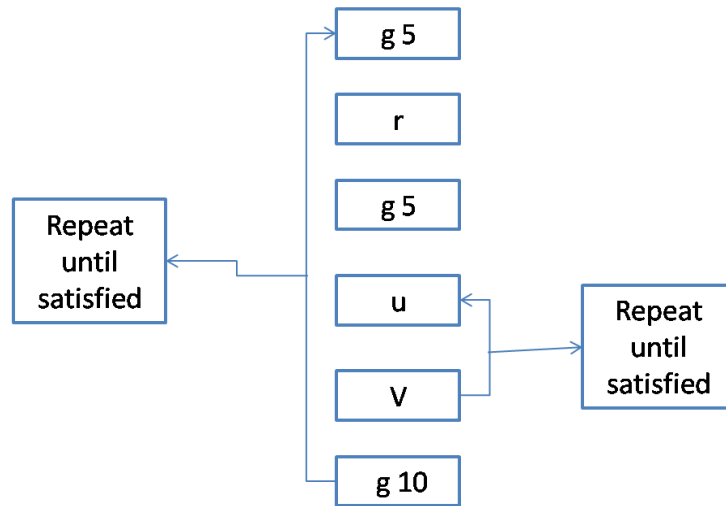 g 5
r
g 5
Repeat
until
satisfied
u
Repeat
until
satisfied
V
g 10